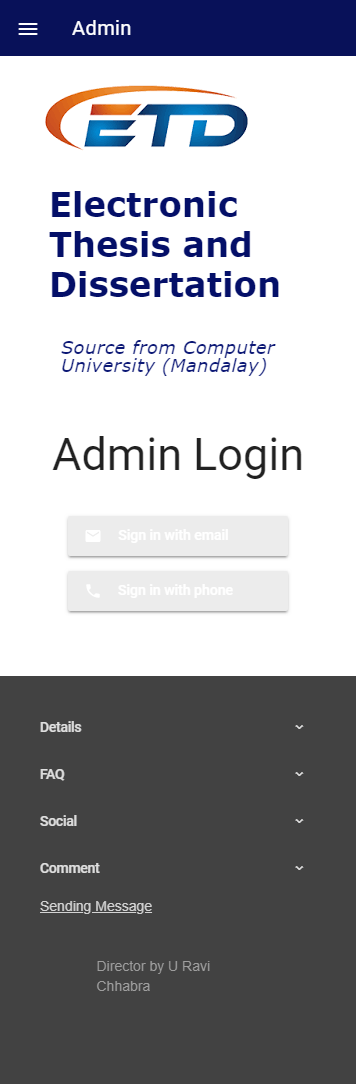 Admin
ETD
Electronic
Thesis and
Dissertation
Source from Computer
University (Mandalay)
Admin Login
Sign in with email
Sign in with phone
Details
FAQ
Social
Comment
Sending Message
Director by U Ravi
Chhabra